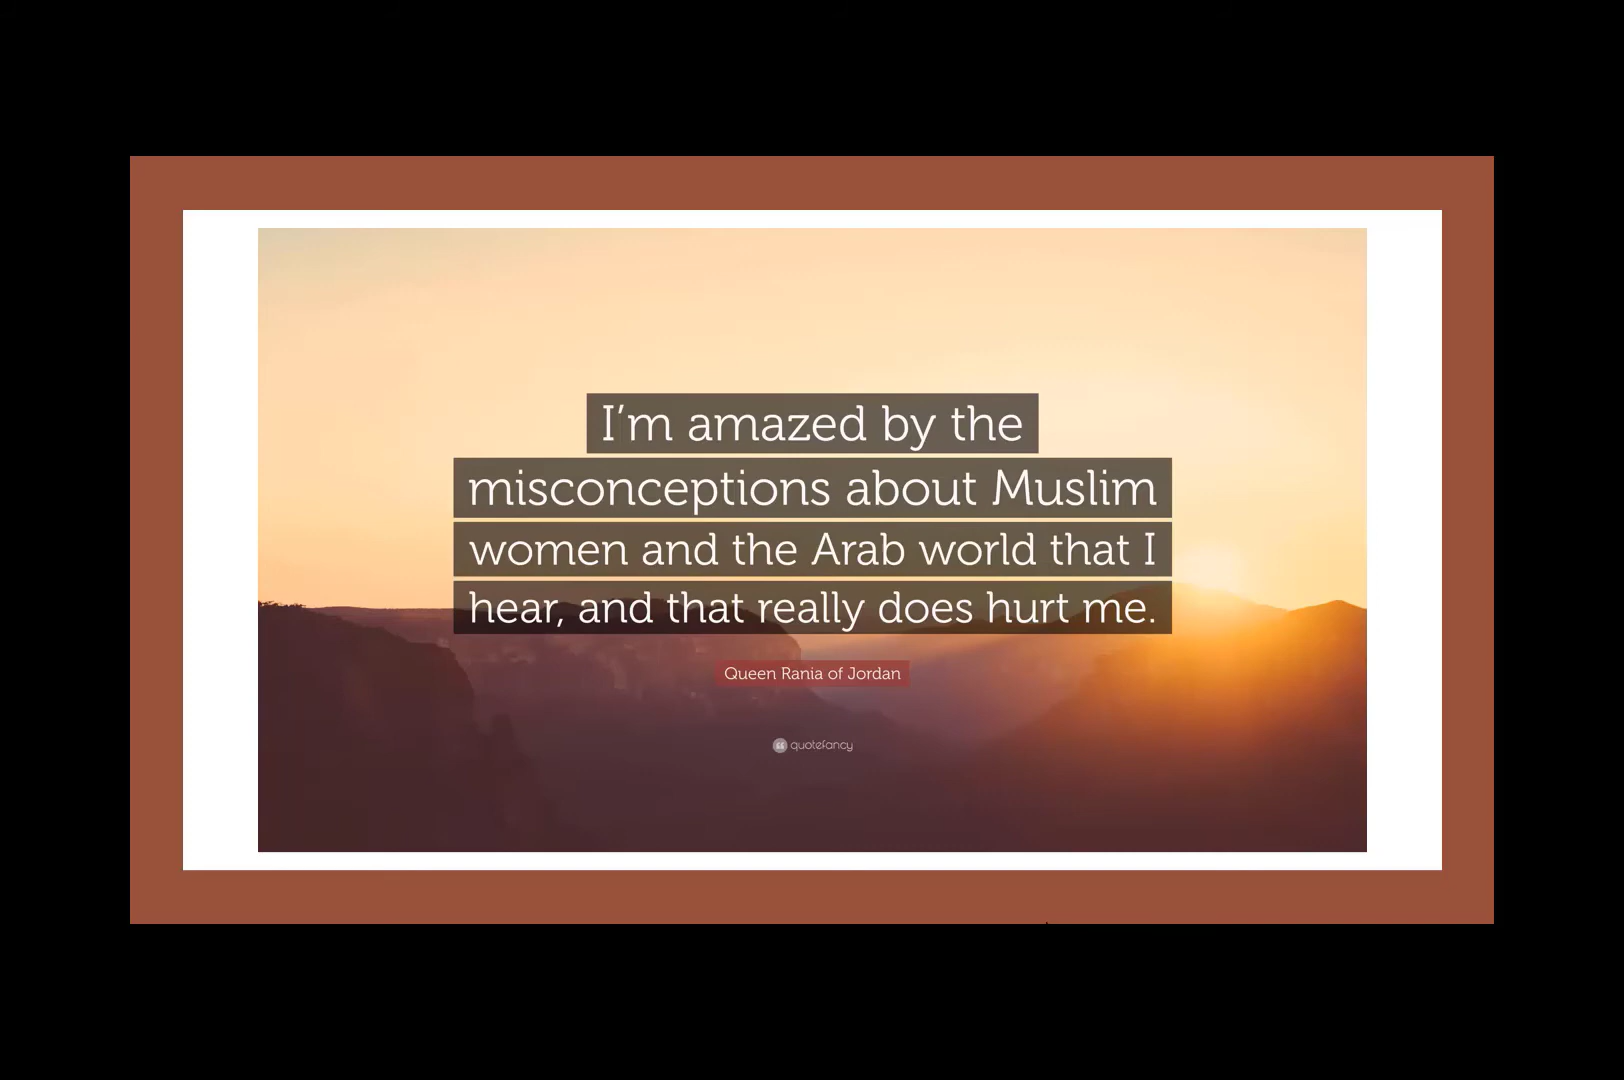 I’m amazed by the
misconceptions about Muslim
women and the Arab world that I
hear, and that really does hurt me.
Queen Rania of Jordan
quotefancy